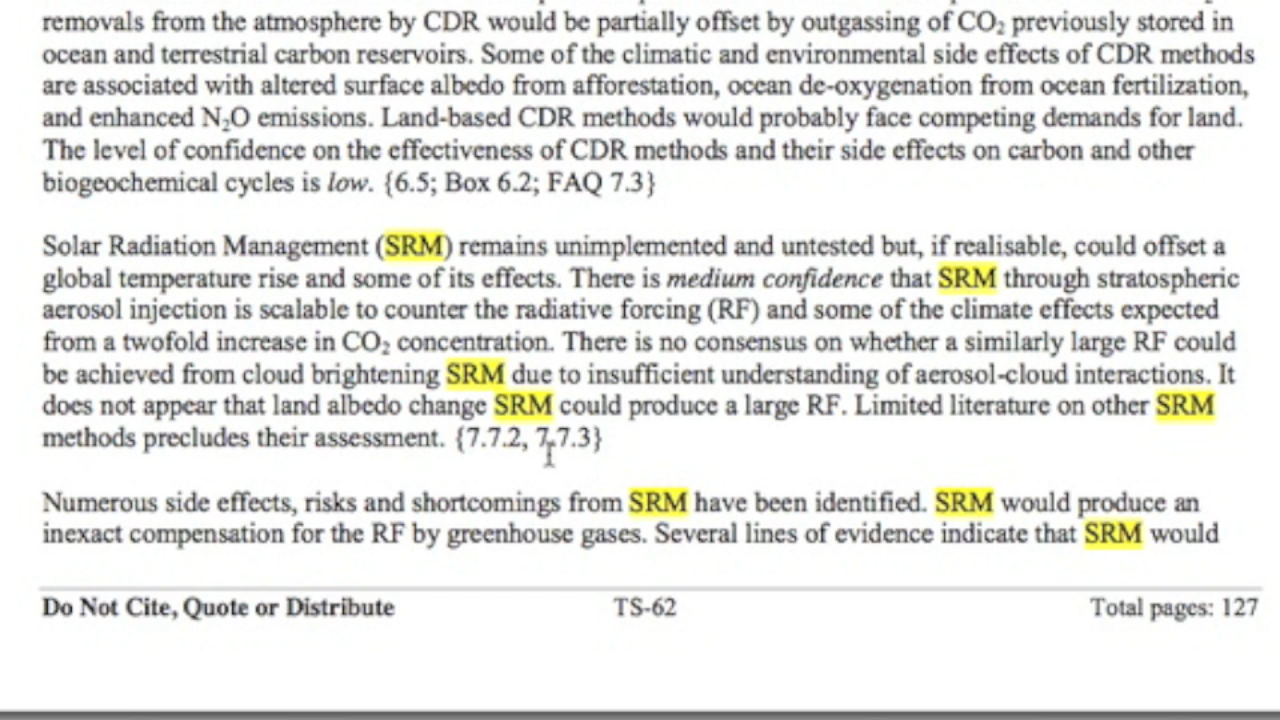 removals from the atmosphere by CDR would be partially offset by outgassing of CO₂ previously stored in
ocean and terrestrial carbon reservoirs. Some of the climatic and environmental side effects of CDR methods
are associated with altered surface albedo from afforestation, ocean de-oxygenation from ocean fertilization,
and enhanced N₂O emissions. Land-based CDR methods would probably face competing demands for land.
The level of confidence on the effectiveness of CDR methods and their side effects on carbon and other
biogeochemical cycles is low. {6.5; Box 6.2; FAQ 7.3}
Solar Radiation Management (SRM) remains unimplemented and untested but, if realisable, could offset a
global temperature rise and some of its effects. There is medium confidence that SRM through stratospheric
aerosol injection is scalable to counter the radiative forcing (RF) and some of the climate effects expected
from a twofold increase in CO₂ concentration. There is no consensus on whether a similarly large RF could
be achieved from cloud brightening SRM due to insufficient understanding of aerosol-cloud interactions. It
does not appear that land albedo change SRM could produce a large RF. Limited literature on other SRM
methods precludes their assessment. {7.7.2, 7.7.3}
Numerous side effects, risks and shortcomings from SRM have been identified. SRM would produce an
inexact compensation for the RF by greenhouse gases. Several lines of evidence indicate that SRM would
Do Not Cite, Quote or Distribute TS-62 Total pages: 127